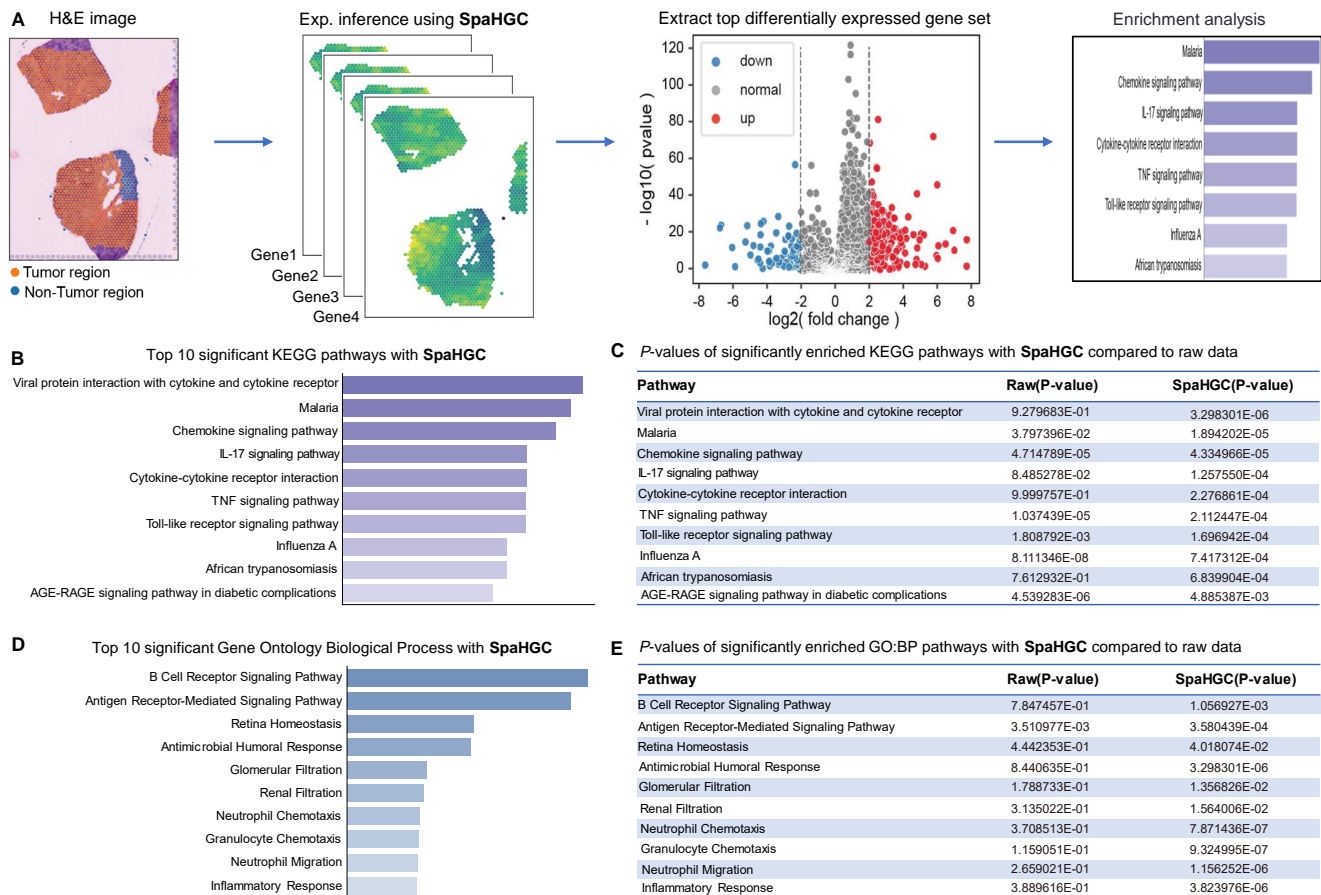 A
H&E image
Exp. inference using SpaHGC
Extract top differentially expressed gene set
Enrichment analysis
Tumor region
Non-Tumor region
Gene1
Gene2
Gene3
Gene4
down
normal
up
- log10( pvalue )
120
100
80
60
40
20
0
-8 -6 -4 -2 0 2 4 6 8
log2( fold change )
Malaria
Chemokine signaling pathway
IL-17 signaling pathway
Cytokine-cytokine receptor interaction
TNF signaling pathway
Toll-like receptor signaling pathway
Influenza A
African trypanosomiasis
B
Top 10 significant KEGG pathways with SpaHGC
Viral protein interaction with cytokine and cytokine receptor
Malaria
Chemokine signaling pathway
IL-17 signaling pathway
Cytokine-cytokine receptor interaction
TNF signaling pathway
Toll-like receptor signaling pathway
Influenza A
African trypanosomiasis
AGE-RAGE signaling pathway in diabetic complications
C
P-values of significantly enriched KEGG pathways with SpaHGC compared to raw data
Pathway Raw(P-value) SpaHGC(P-value)
Viral protein interaction with cytokine and cytokine receptor 9.279683E-01 3.298301E-06
Malaria 3.797396E-02 1.894202E-05
Chemokine signaling pathway 4.714789E-05 4.334966E-05
IL-17 signaling pathway 8.485278E-02 1.257550E-04
Cytokine-cytokine receptor interaction 9.999757E-01 2.276861E-04
TNF signaling pathway 1.037439E-05 2.112447E-04
Toll-like receptor signaling pathway 1.808792E-03 1.696942E-04
Influenza A 8.111346E-08 7.417312E-04
African trypanosomiasis 7.612932E-01 6.839904E-04
AGE-RAGE signaling pathway in diabetic complications 4.539283E-06 4.885387E-03
D
Top 10 significant Gene Ontology Biological Process with SpaHGC
B Cell Receptor Signaling Pathway
Antigen Receptor-Mediated Signaling Pathway
Retina Homeostasis
Antimicrobial Humoral Response
Glomerular Filtration
Renal Filtration
Neutrophil Chemotaxis
Granulocyte Chemotaxis
Neutrophil Migration
Inflammatory Response
E
P-values of significantly enriched GO:BP pathways with SpaHGC compared to raw data
Pathway Raw(P-value) SpaHGC(P-value)
B Cell Receptor Signaling Pathway 7.847457E-01 1.056927E-03
Antigen Receptor-Mediated Signaling Pathway 3.510977E-03 3.580439E-04
Retina Homeostasis 4.442353E-01 4.018074E-02
Antimicrobial Humoral Response 8.440635E-01 3.298301E-06
Glomerular Filtration 1.788733E-01 1.356826E-02
Renal Filtration 3.135022E-01 1.564006E-02
Neutrophil Chemotaxis 3.708513E-01 7.871436E-07
Granulocyte Chemotaxis 1.159051E-01 9.324995E-07
Neutrophil Migration 2.659021E-01 1.156252E-06
Inflammatory Response 3.889616E-01 3.823976E-06